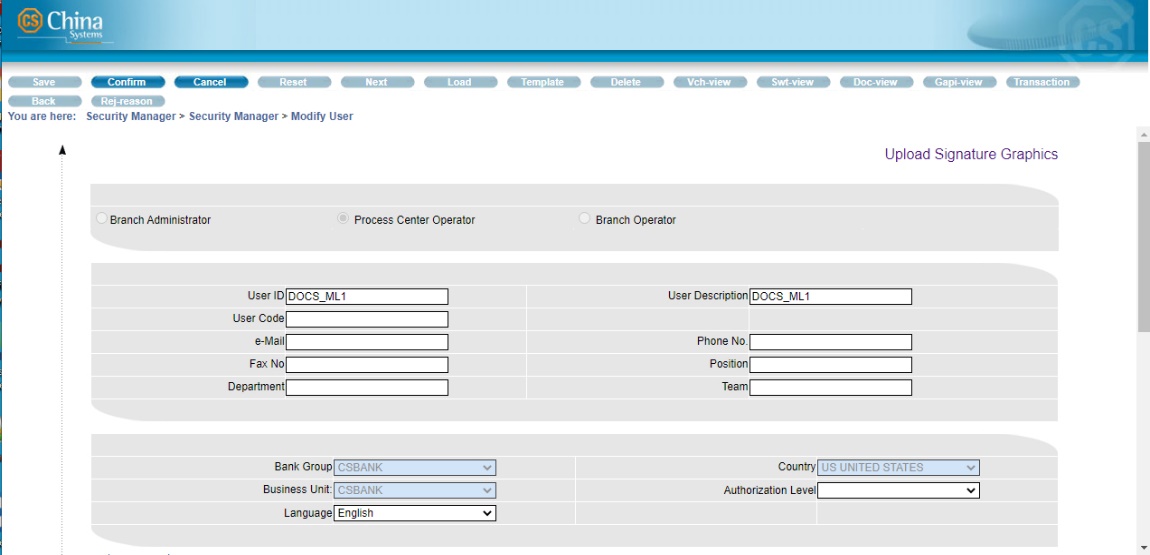 CS China
Systems
CS
Save Confirm Cancel Reset Next Load Template Delete Vch-view Swt-view Doc-view Gapi-view Transaction
Back Rej-reason
You are here: Security Manager > Security Manager > Modify User
Upload Signature Graphics
Branch Administrator Process Center Operator Branch Operator
User ID DOCS_ML1 User Description DOCS_ML1
User Code
e-Mail Phone No.
Fax No Position
Department Team
Bank Group CSBANK Country US UNITED STATES
Business Unit: CSBANK Authorization Level
Language English